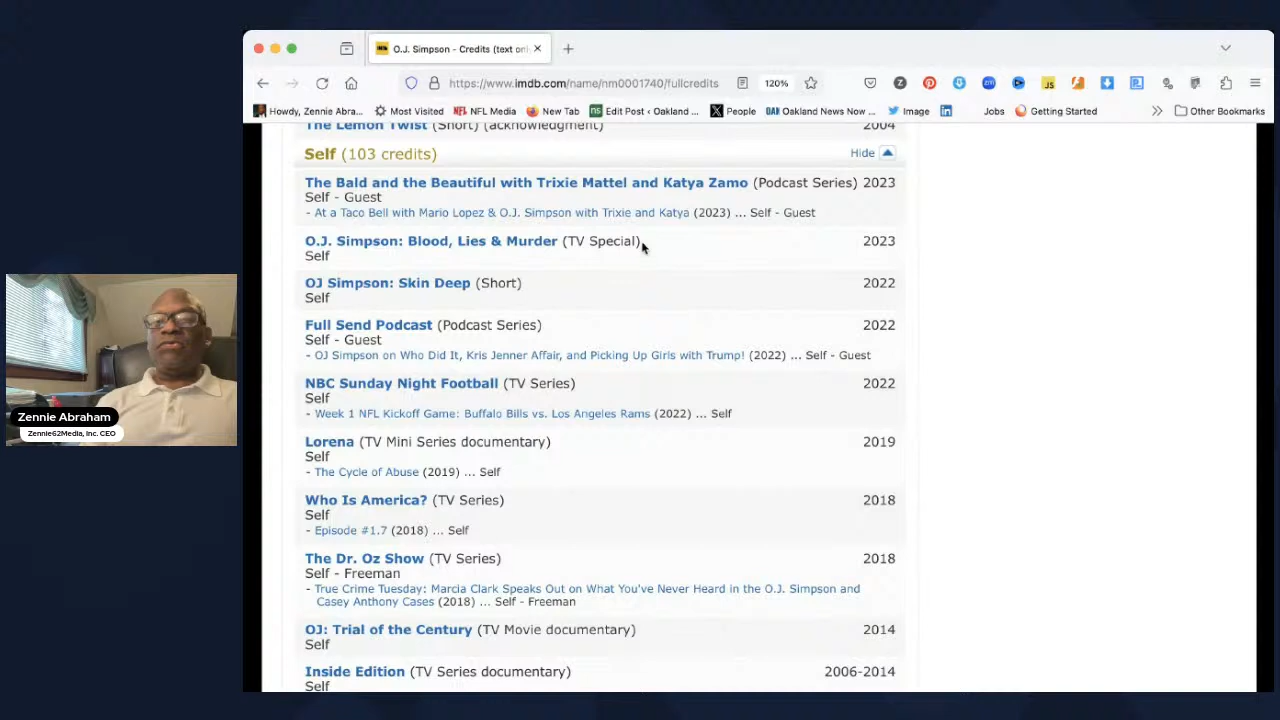 O.J. Simpson - Credits (text onl
https://www.imdb.com/name/nm0001740/fullcredits
120%
Howdy, Zennie Abra...
Most Visited
NFL Media
New Tab
Edit Post ‹ Oakland ...
People
Oakland News Now ...
Image
Jobs
Getting Started
Other Bookmarks
The Lemon Twist (Short) (acknowledgment) 2004
Self (103 credits) Hide
The Bald and the Beautiful with Trixie Mattel and Katya Zamo (Podcast Series) 2023
Self - Guest
- At a Taco Bell with Mario Lopez & O.J. Simpson with Trixie and Katya (2023) ... Self - Guest
O.J. Simpson: Blood, Lies & Murder (TV Special) 2023
Self
OJ Simpson: Skin Deep (Short) 2022
Self
Full Send Podcast (Podcast Series) 2022
Self - Guest
- OJ Simpson on Who Did It, Kris Jenner Affair, and Picking Up Girls with Trump! (2022) ... Self - Guest
NBC Sunday Night Football (TV Series) 2022
Self
- Week 1 NFL Kickoff Game: Buffalo Bills vs. Los Angeles Rams (2022) ... Self
Lorena (TV Mini Series documentary) 2019
Self
- The Cycle of Abuse (2019) ... Self
Who Is America? (TV Series) 2018
Self
- Episode #1.7 (2018) ... Self
The Dr. Oz Show (TV Series) 2018
Self - Freeman
- True Crime Tuesday: Marcia Clark Speaks Out on What You've Never Heard in the O.J. Simpson and
Casey Anthony Cases (2018) ... Self - Freeman
OJ: Trial of the Century (TV Movie documentary) 2014
Self
Inside Edition (TV Series documentary) 2006-2014
Self
Zennie Abraham
Zennie62Media, Inc. CEO